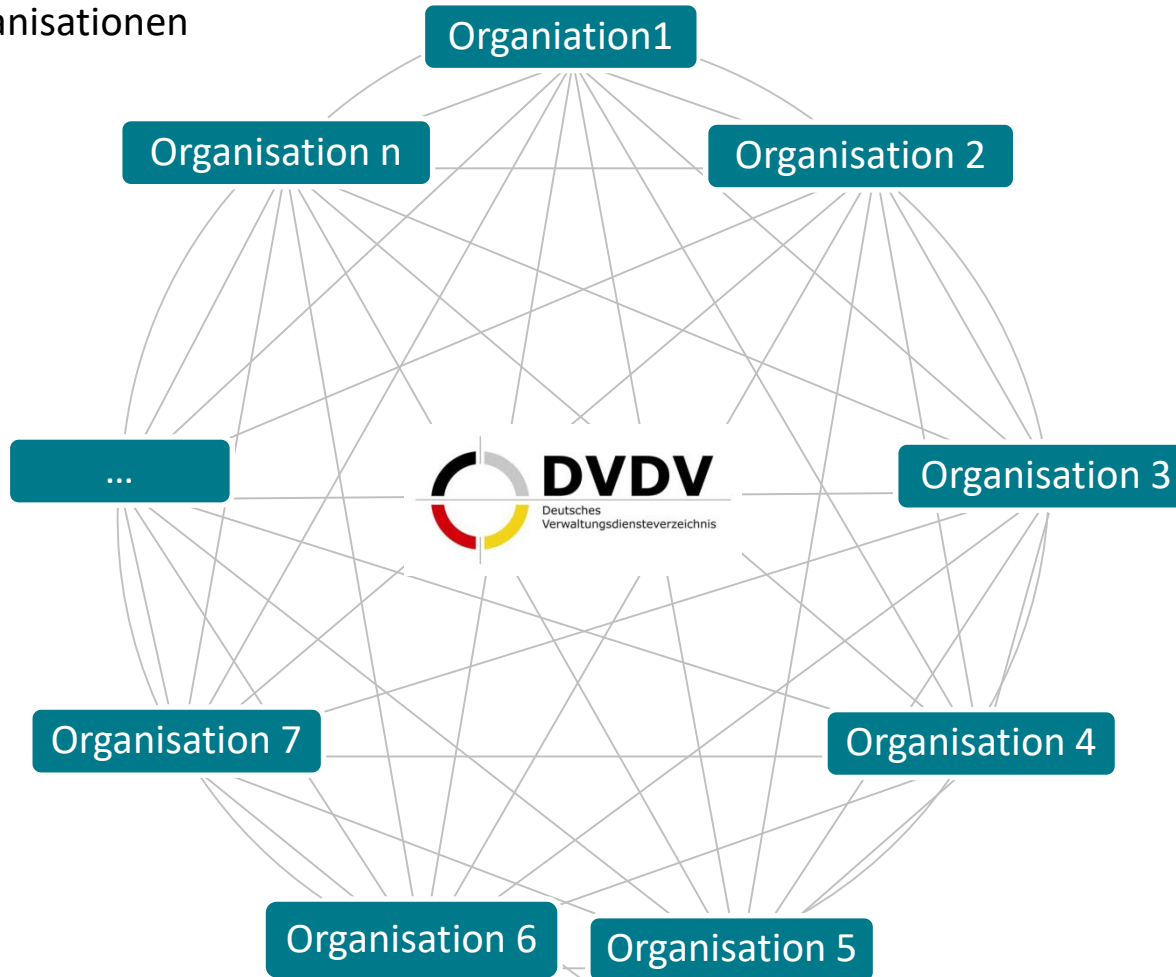 anisationen
Organiation1
Organisation n
Organisation 2
...
DVDV
Deutsches
Verwaltungsdiensteverzeichnis
Organisation 3
Organisation 7
Organisation 4
Organisation 6
Organisation 5